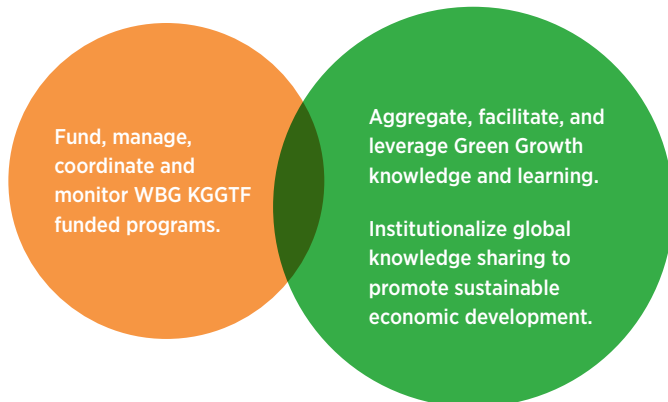 Fund, manage,
coordinate and
monitor WBG KGGTF
funded programs.
Aggregate, facilitate, and
leverage Green Growth
knowledge and learning.
Institutionalize global
knowledge sharing to
promote sustainable
economic development.